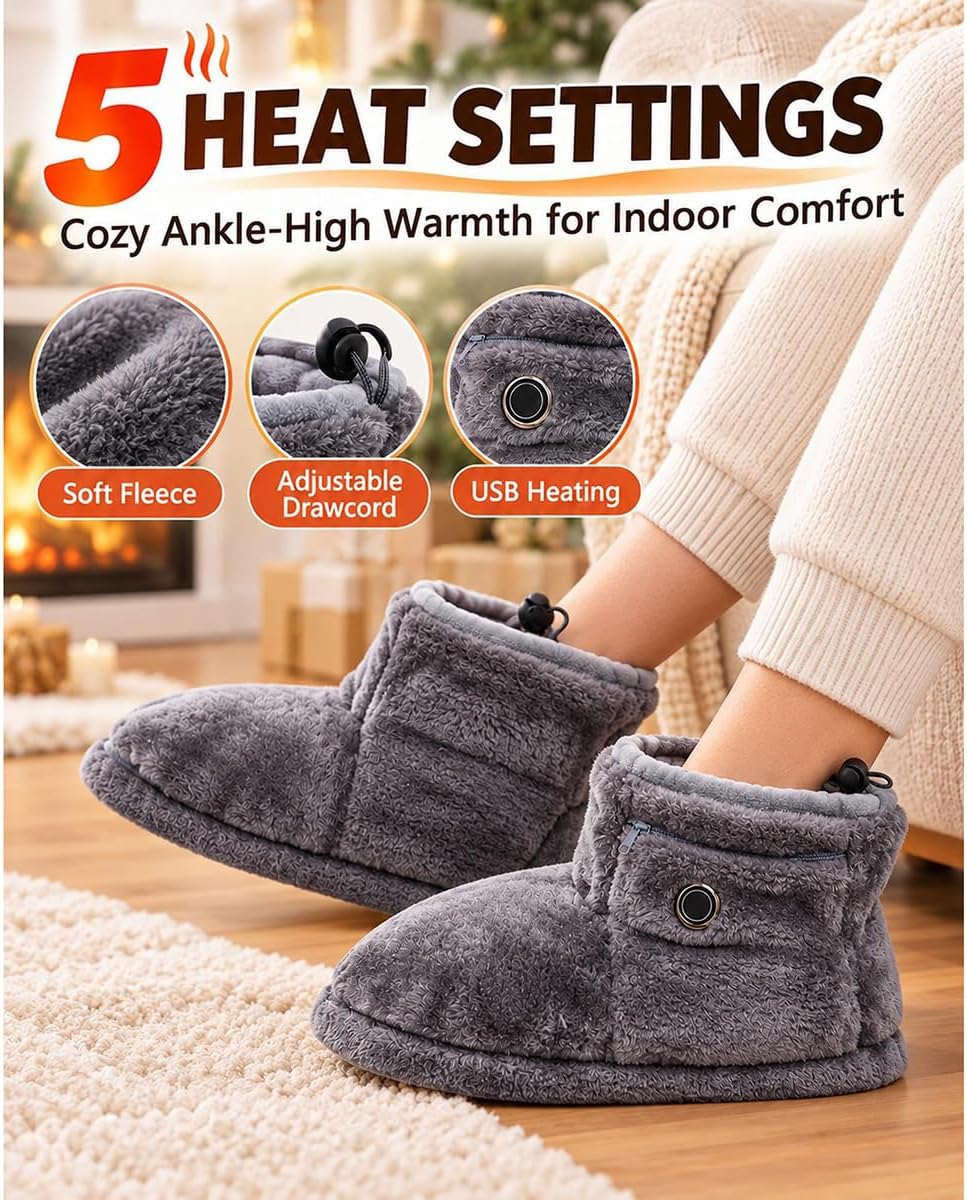 5 HEAT SETTINGS
Cozy Ankle-High Warmth for Indoor Comfort
Soft Fleece
Adjustable
Drawcord
USB Heating